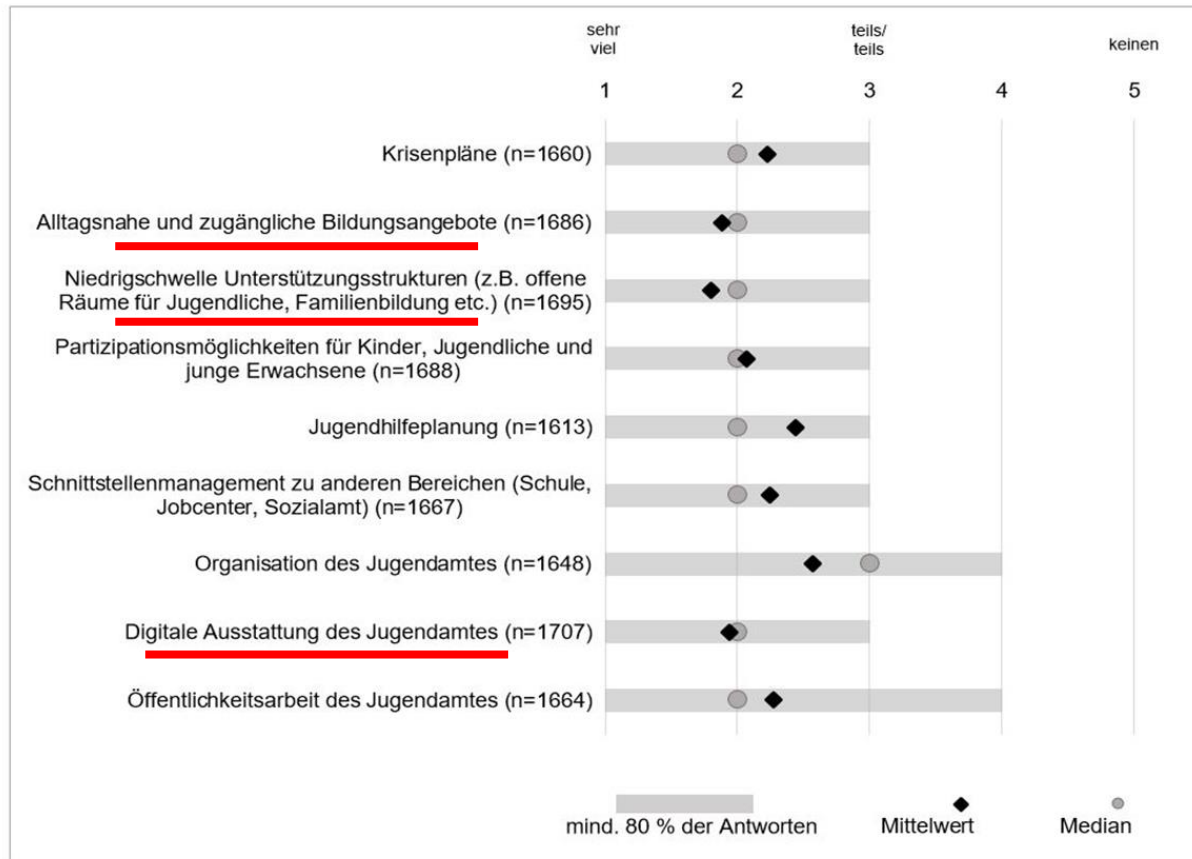 sehr
viel
teils/
teils
keinen
1 2 3 4 5
Krisenpläne (n=1660)
Alltagsnahe und zugängliche Bildungsangebote (n=1686)
Niedrigschwelle Unterstützungsstrukturen (z.B. offene
Räume für Jugendliche, Familienbildung etc.) (n=1695)
Partizipationsmöglichkeiten für Kinder, Jugendliche und
junge Erwachsene (n=1688)
Jugendhilfeplanung (n=1613)
Schnittstellenmanagement zu anderen Bereichen (Schule,
Jobcenter, Sozialamt) (n=1667)
Organisation des Jugendamtes (n=1648)
Digitale Ausstattung des Jugendamtes (n=1707)
Öffentlichkeitsarbeit des Jugendamtes (n=1664)
mind. 80 % der Antworten
Mittelwert
Median